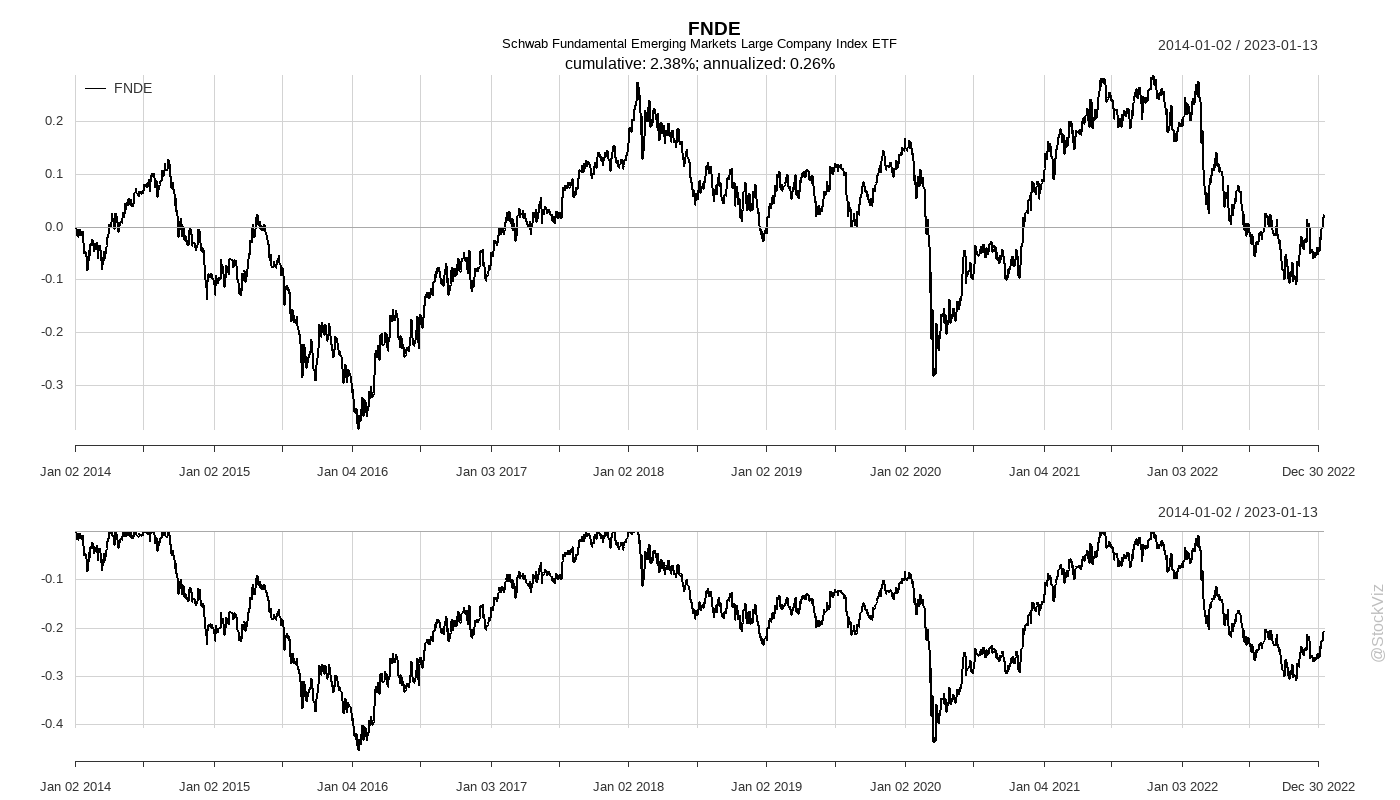 FNDE
Schwab Fundamental Emerging Markets Large Company Index ETF
cumulative: 2.38%; annualized: 0.26%
2014-01-02 / 2023-01-13
FNDE
0.2
0.1
0.0
-0.1
-0.2
-0.3
Jan 02 2014 Jan 02 2015 Jan 04 2016 Jan 03 2017 Jan 02 2018 Jan 02 2019 Jan 02 2020 Jan 04 2021 Jan 03 2022 Dec 30 2022
2014-01-02 / 2023-01-13
-0.1
-0.2
-0.3
-0.4
Jan 02 2014 Jan 02 2015 Jan 04 2016 Jan 03 2017 Jan 02 2018 Jan 02 2019 Jan 02 2020 Jan 04 2021 Jan 03 2022 Dec 30 2022
@StockViz